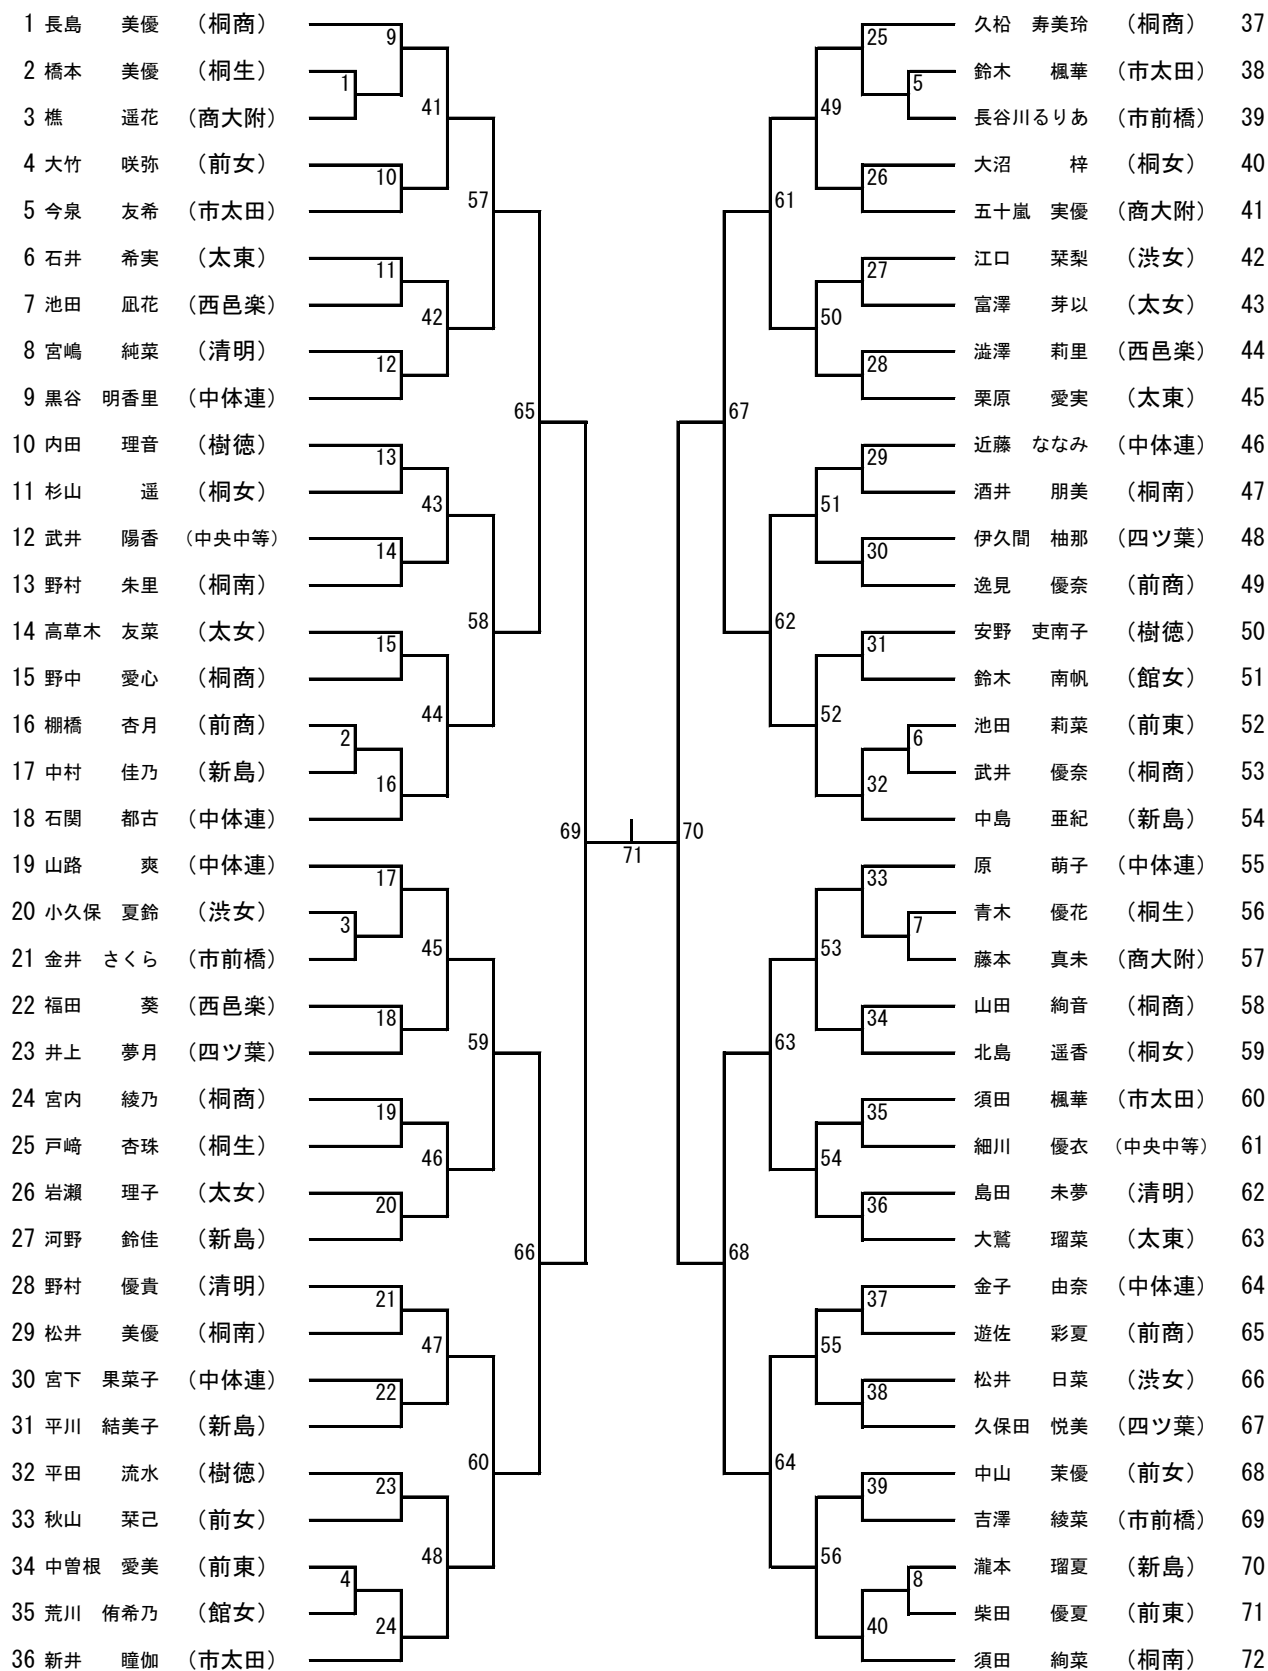 1 長島 美優 （桐商）
2 橋本 美優 （桐生）
3 樵 遥花 （商大附）
4 大竹 咲弥 （前女）
5 今泉 友希 （市太田）
6 石井 希実 （太東）
7 池田 凪花 （西邑楽）
8 宮嶋 純菜 （清明）
9 黒谷 明香里 （中体連）
10 内田 理音 （樹徳）
11 杉山 遥 （桐女）
12 武井 陽香 （中央中等）
13 野村 朱里 （桐南）
14 高草木 友菜 （太女）
15 野中 愛心 （桐商）
16 棚橋 杏月 （前商）
17 中村 佳乃 （新島）
18 石関 都古 （中体連）
19 山路 爽 （中体連）
20 小久保 夏鈴 （渋女）
21 金井 さくら （市前橋）
22 福田 葵 （西邑楽）
23 井上 夢月 （四ツ葉）
24 宮内 綾乃 （桐商）
25 戸﨑 杏珠 （桐生）
26 岩瀬 理子 （太女）
27 河野 鈴佳 （新島）
28 野村 優貴 （清明）
29 松井 美優 （桐南）
30 宮下 果菜子 （中体連）
31 平川 結美子 （新島）
32 平田 流水 （樹徳）
33 秋山 栞己 （前女）
34 中曽根 愛美 （前東）
35 荒川 侑希乃 （館女）
36 新井 瞳伽 （市太田）
1
2
3
4
9
10
11
12
13
14
15
16
17
18
19
20
21
22
23
24
41
42
43
44
45
46
47
48
57
58
59
60
65
66
69
71
70
67
68
61
62
63
64
49
50
51
52
53
54
55
56
25
26
27
28
29
30
31
32
33
34
35
36
37
38
39
40
5
6
7
8
久松 寿美玲 （桐商） 37
鈴木 楓華 （市太田） 38
長谷川るりあ （市前橋） 39
大沼 梓 （桐女） 40
五十嵐 実優 （商大附） 41
江口 栞梨 （渋女） 42
富澤 芽以 （太女） 43
澁澤 莉里 （西邑楽） 44
栗原 愛実 （太東） 45
近藤 ななみ （中体連） 46
酒井 朋美 （桐南） 47
伊久間 柚那 （四ツ葉） 48
逸見 優奈 （前商） 49
安野 吏南子 （樹徳） 50
鈴木 南帆 （館女） 51
池田 莉菜 （前東） 52
武井 優奈 （桐商） 53
中島 亜紀 （新島） 54
原 萌子 （中体連） 55
青木 優花 （桐生） 56
藤本 真未 （商大附） 57
山田 絢音 （桐商） 58
北島 遥香 （桐女） 59
須田 楓華 （市太田） 60
細川 優衣 （中央中等） 61
島田 未夢 （清明） 62
大鷲 瑠菜 （太東） 63
金子 由奈 （中体連） 64
遊佐 彩夏 （前商） 65
松井 日菜 （渋女） 66
久保田 悦美 （四ツ葉） 67
中山 茉優 （前女） 68
吉澤 綾菜 （市前橋） 69
瀧本 瑠夏 （新島） 70
柴田 優夏 （前東） 71
須田 絢菜 （桐南） 72